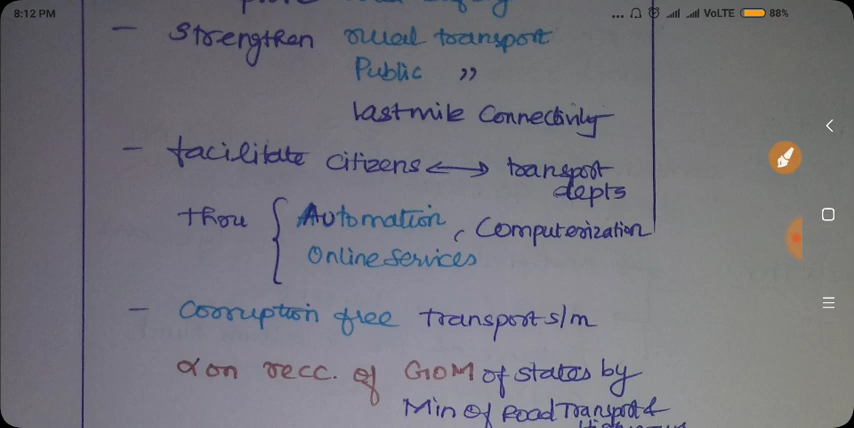 8:12 PM ... VoLTE 88%
- Strengthen rural transport
Public "
lastmile Connectivity
- facilitate citizens ↔ transport
depts
thou { Automation, Computerization
Online Services
- Corruption free transport s/m
& on recc. of GOM of states by
Min Of Road Transport &